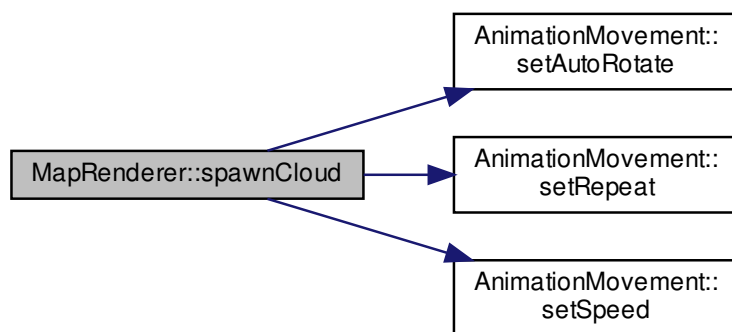 AnimationMovement::
setAutoRotate
MapRenderer::spawnCloud
AnimationMovement::
setRepeat
AnimationMovement::
setSpeed